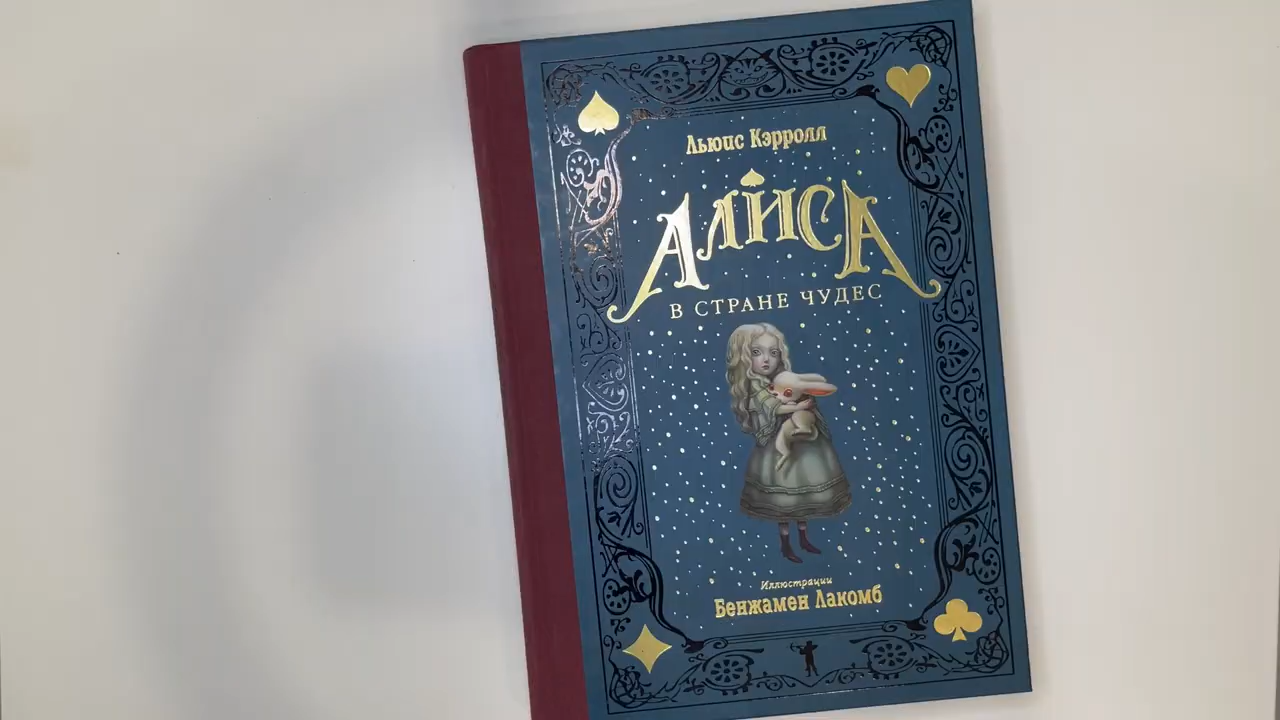 Льюис Кэрролл
Алиса
в стране чудес
Иллюстрации
Бенжамен Лакомб